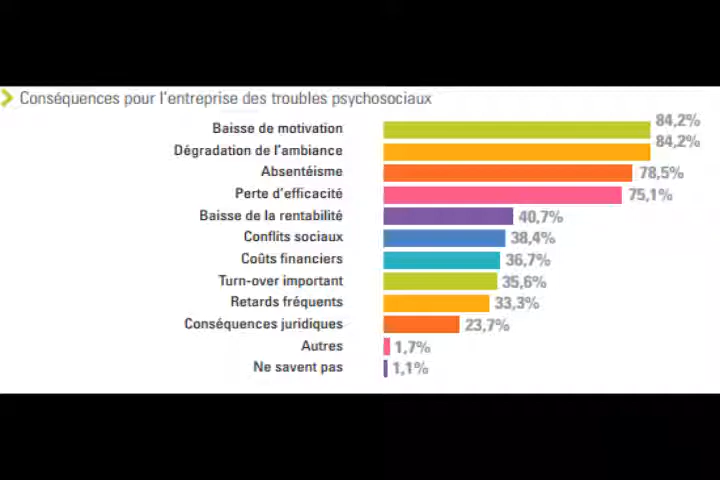 Conséquences pour l'entreprise des troubles psychosociaux
Baisse de motivation 84,2%
Dégradation de l'ambiance 84,2%
Absentéisme 78,5%
Perte d'efficacité 75,1%
Baisse de la rentabilité 40,7%
Conflits sociaux 38,4%
Coûts financiers 36,7%
Turn-over important 35,6%
Retards fréquents 33,3%
Conséquences juridiques 23,7%
Autres 1,7%
Ne savent pas 1,1%